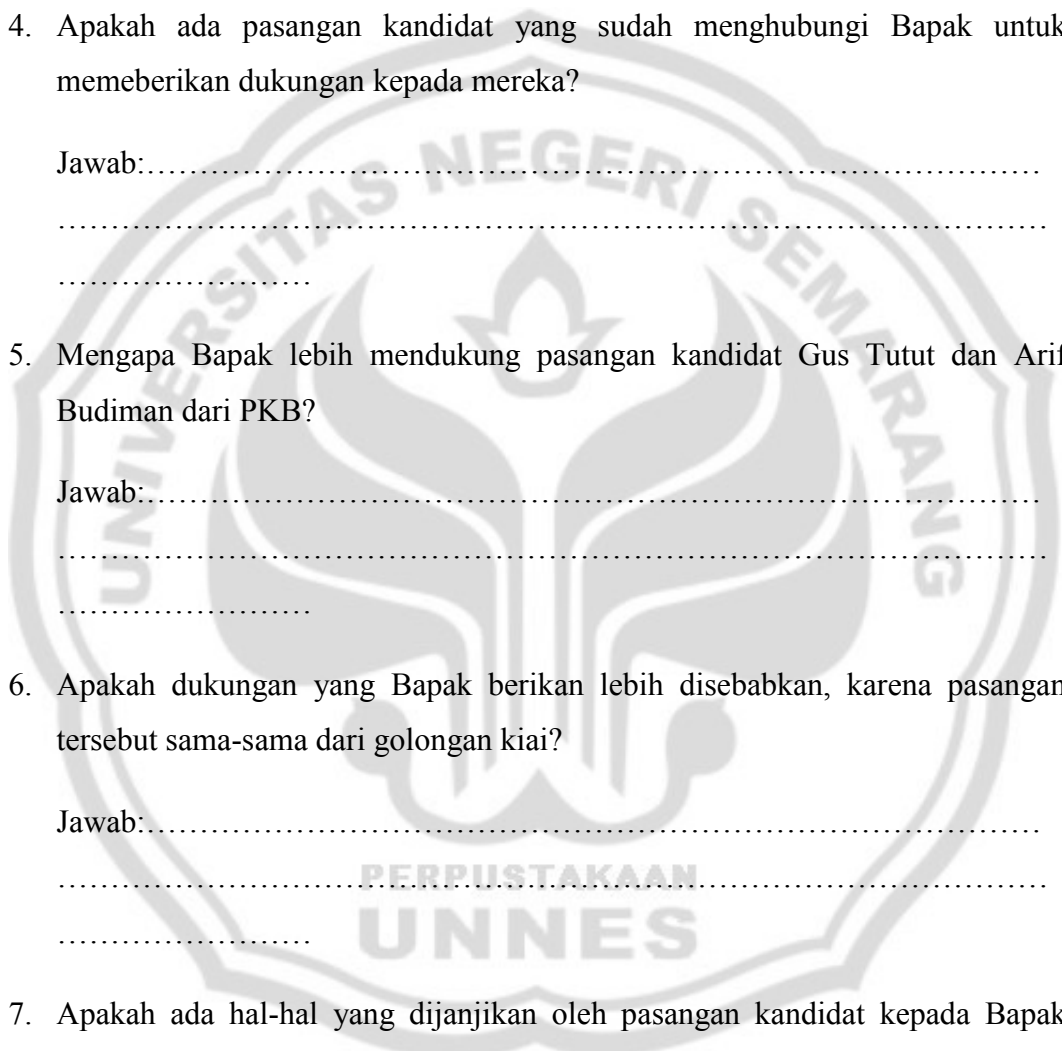 4. Apakah ada pasangan kandidat yang sudah menghubungi Bapak untuk
memeberikan dukungan kepada mereka?
Jawab:……………………………………………………………………………
……………………………………………………………………………………
……………………
5. Mengapa Bapak lebih mendukung pasangan kandidat Gus Tutut dan Arif
Budiman dari PKB?
Jawab:……………………………………………………………………………
……………………………………………………………………………………
……………………
6. Apakah dukungan yang Bapak berikan lebih disebabkan, karena pasangan
tersebut sama-sama dari golongan kiai?
Jawab:……………………………………………………………………………
……………………………………………………………………………………
……………………
7. Apakah ada hal-hal yang dijanjikan oleh pasangan kandidat kepada Bapak
UNIVERSITAS NEGERI SEMARANG
PERPUSTAKAAN
UNNES